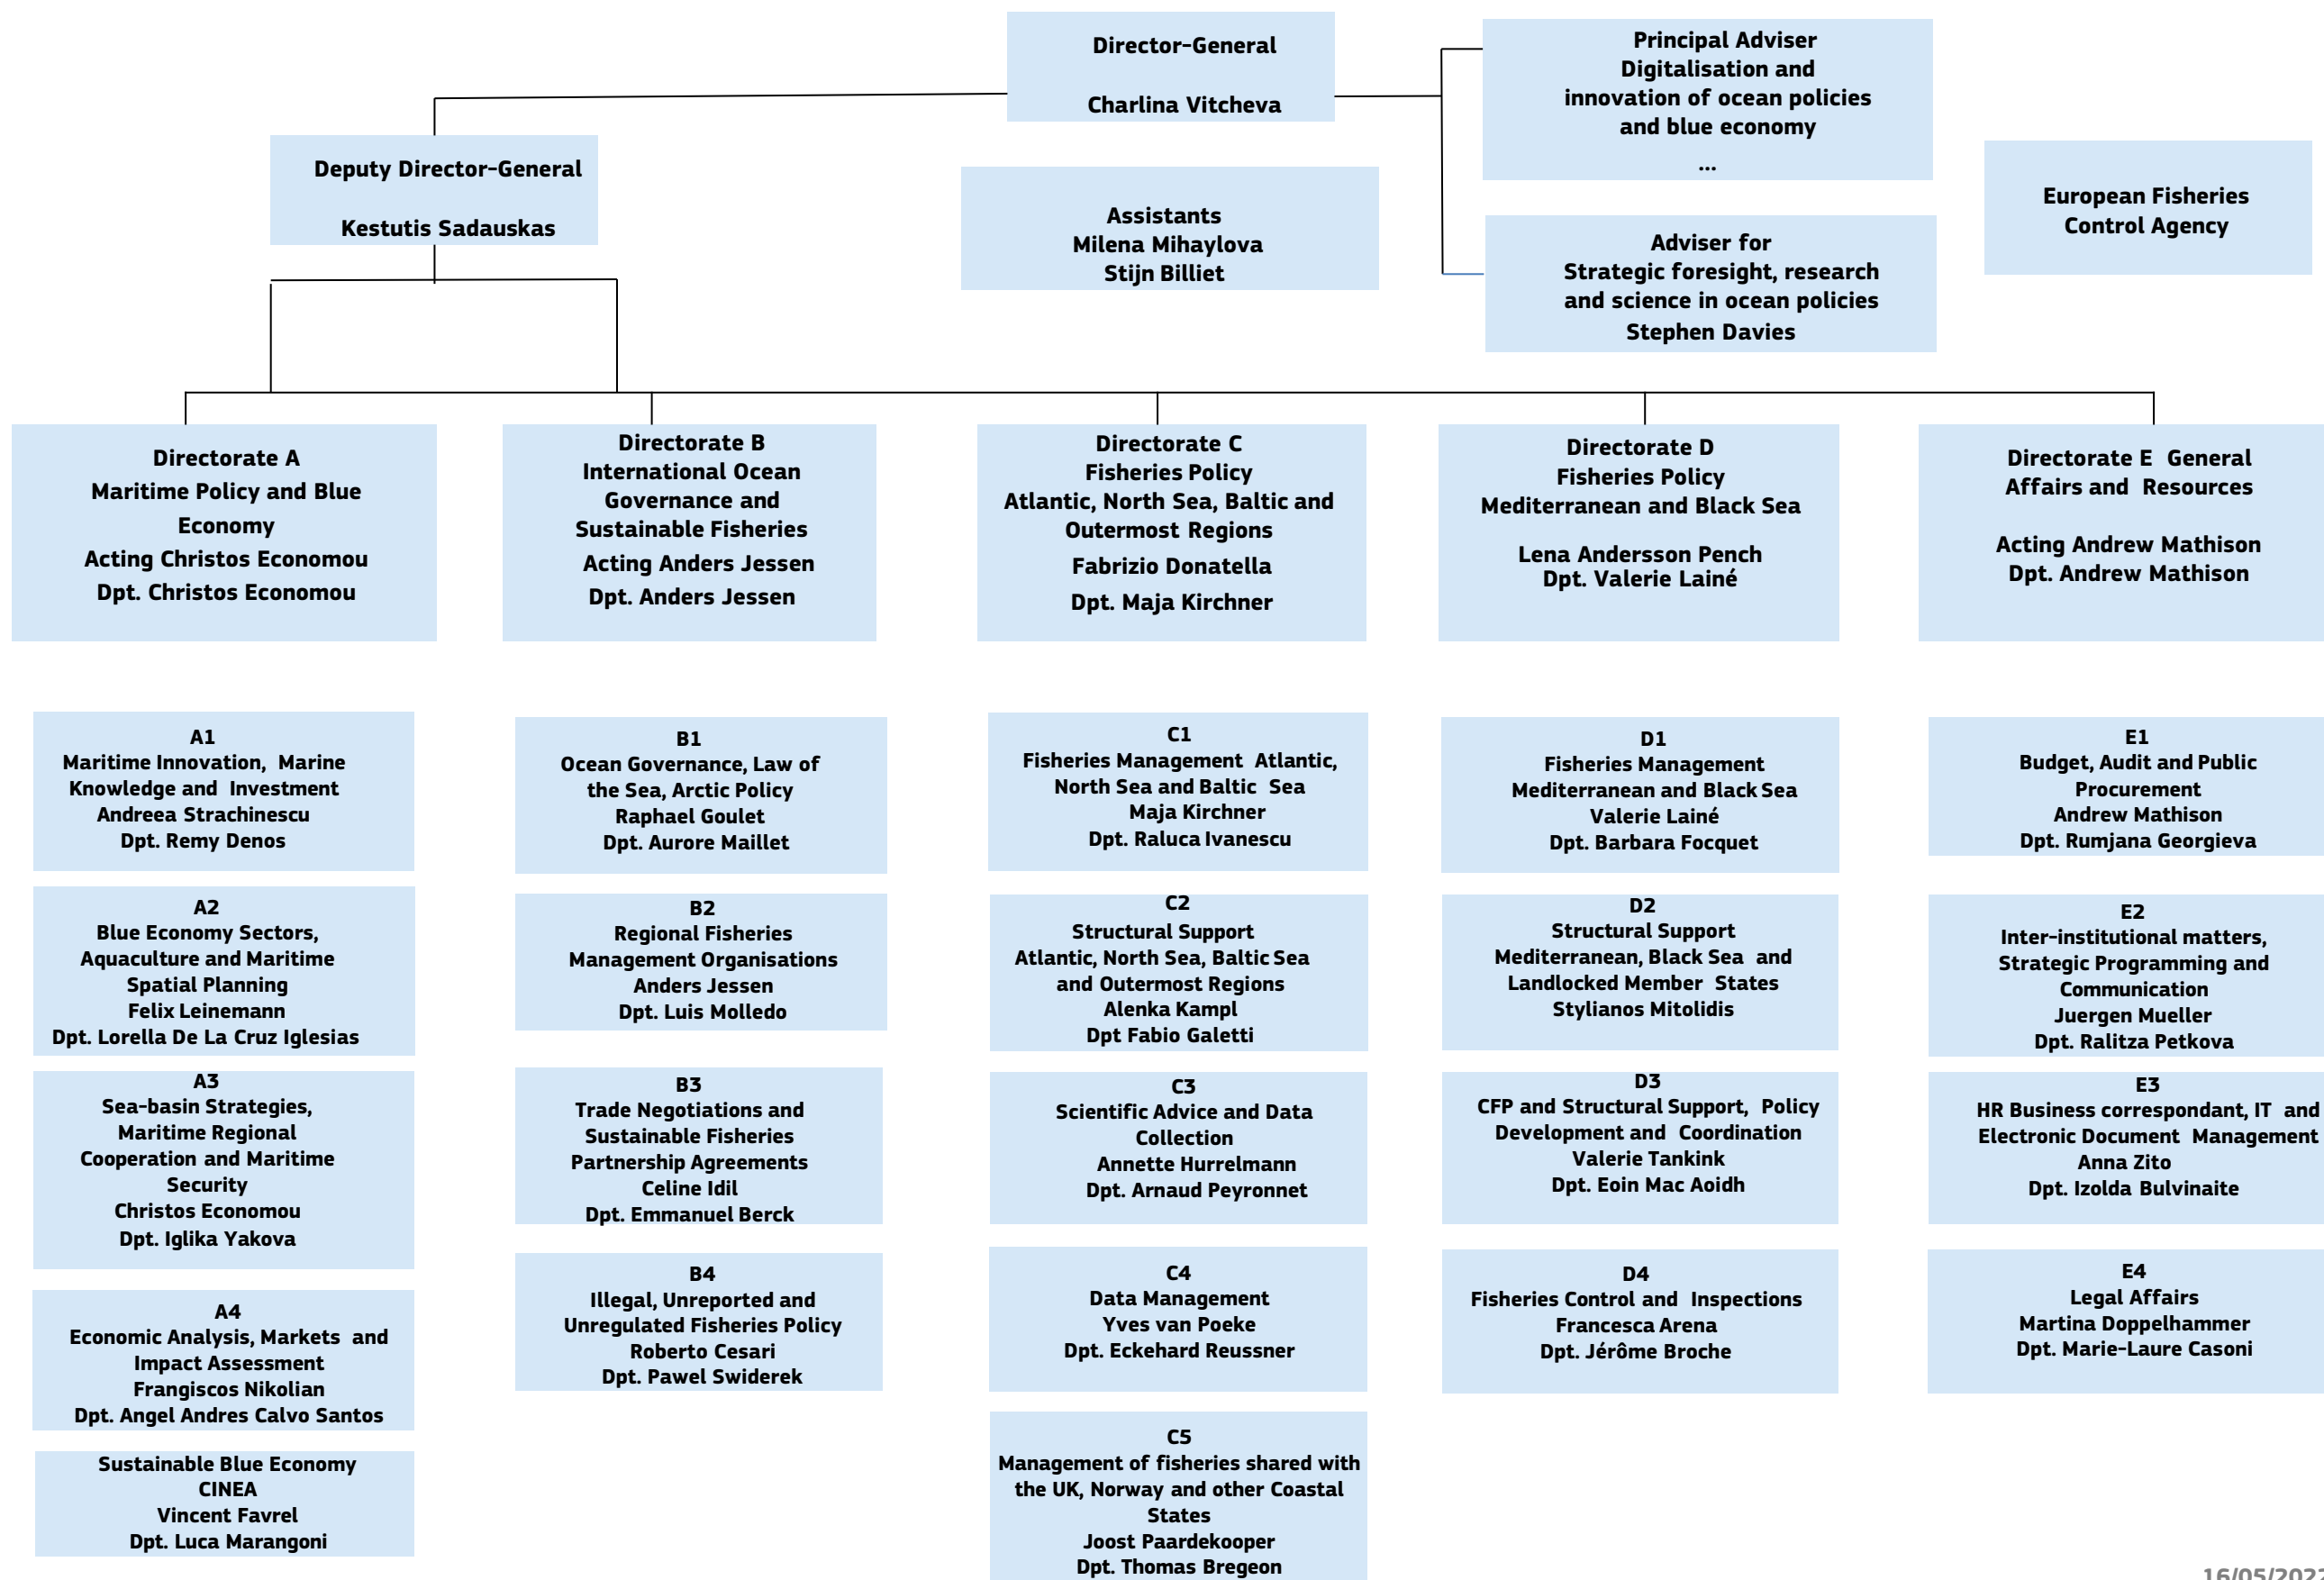 Director-General
Charlina Vitcheva
Principal Adviser
Digitalisation and
innovation of ocean policies
and blue economy
...
Deputy Director-General
Kestutis Sadauskas
Assistants
Milena Mihaylova
Stijn Billiet
European Fisheries
Control Agency
Adviser for
Strategic foresight, research
and science in ocean policies
Stephen Davies
Directorate A
Maritime Policy and Blue
Economy
Acting Christos Economou
Dpt. Christos Economou
Directorate B
International Ocean
Governance and
Sustainable Fisheries
Acting Anders Jessen
Dpt. Anders Jessen
Directorate C
Fisheries Policy
Atlantic, North Sea, Baltic and
Outermost Regions
Fabrizio Donatella
Dpt. Maja Kirchner
Directorate D
Fisheries Policy
Mediterranean and Black Sea
Lena Andersson Pench
Dpt. Valerie Lainé
Directorate E General
Affairs and Resources
Acting Andrew Mathison
Dpt. Andrew Mathison
A1
Maritime Innovation, Marine
Knowledge and Investment
Andreea Strachinescu
Dpt. Remy Denos
A2
Blue Economy Sectors,
Aquaculture and Maritime
Spatial Planning
Felix Leinemann
Dpt. Lorella De La Cruz Iglesias
A3
Sea-basin Strategies,
Maritime Regional
Cooperation and Maritime
Security
Christos Economou
Dpt. Iglika Yakova
A4
Economic Analysis, Markets and
Impact Assessment
Frangiscos Nikolian
Dpt. Angel Andres Calvo Santos
Sustainable Blue Economy
CINEA
Vincent Favrel
Dpt. Luca Marangoni
B1
Ocean Governance, Law of
the Sea, Arctic Policy
Raphael Goulet
Dpt. Aurore Maillet
B2
Regional Fisheries
Management Organisations
Anders Jessen
Dpt. Luis Molledo
B3
Trade Negotiations and
Sustainable Fisheries
Partnership Agreements
Celine Idil
Dpt. Emmanuel Berck
B4
Illegal, Unreported and
Unregulated Fisheries Policy
Roberto Cesari
Dpt. Pawel Swiderek
C1
Fisheries Management Atlantic,
North Sea and Baltic Sea
Maja Kirchner
Dpt. Raluca Ivanescu
C2
Structural Support
Atlantic, North Sea, Baltic Sea
and Outermost Regions
Alenka Kampl
Dpt Fabio Galetti
C3
Scientific Advice and Data
Collection
Annette Hurrelmann
Dpt. Arnaud Peyronnet
C4
Data Management
Yves van Poeke
Dpt. Eckehard Reussner
C5
Management of fisheries shared with
the UK, Norway and other Coastal
States
Joost Paardekooper
Dpt. Thomas Bregeon
D1
Fisheries Management
Mediterranean and Black Sea
Valerie Lainé
Dpt. Barbara Focquet
D2
Structural Support
Mediterranean, Black Sea and
Landlocked Member States
Stylianos Mitolidis
D3
CFP and Structural Support, Policy
Development and Coordination
Valerie Tankink
Dpt. Eoin Mac Aoidh
D4
Fisheries Control and Inspections
Francesca Arena
Dpt. Jérôme Broche
E1
Budget, Audit and Public
Procurement
Andrew Mathison
Dpt. Rumjana Georgieva
E2
Inter-institutional matters,
Strategic Programming and
Communication
Juergen Mueller
Dpt. Ralitza Petkova
E3
HR Business correspondant, IT and
Electronic Document Management
Anna Zito
Dpt. Izolda Bulvinaite
E4
Legal Affairs
Martina Doppelhammer
Dpt. Marie-Laure Casoni